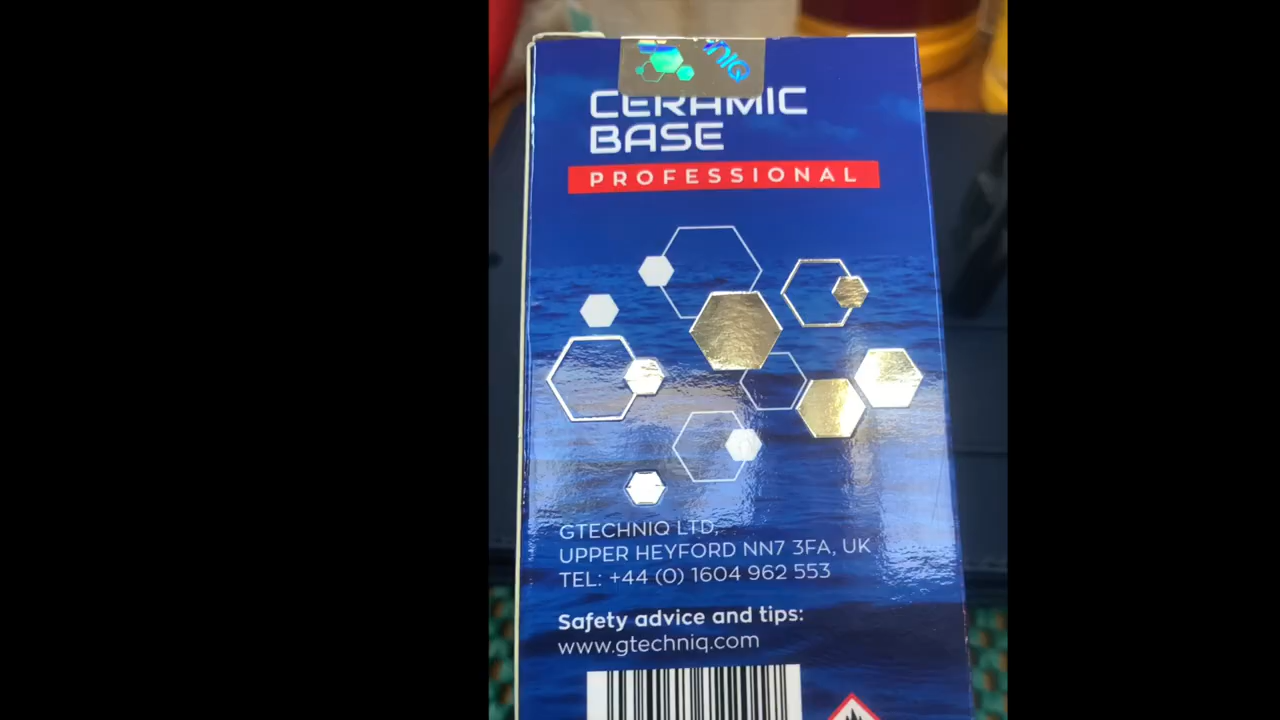 CERAMIC
BASE
PROFESSIONAL
GTECHNIQ LTD,
UPPER HEYFORD NN7 3FA, UK
TEL: +44 (0) 1604 962 553
Safety advice and tips:
www.gtechniq.com